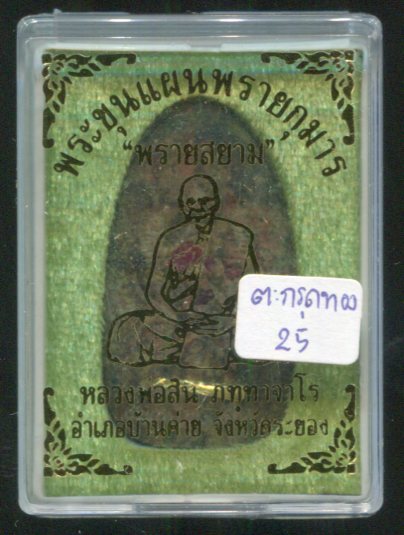 พระขุนแผนพรายกุมาร
“พรายสยาม”
ตะกรุดทอง
25
หลวงพ่อสิน ภททาจาโร
อำเภอบ้านค่าย จังหวัดระยอง